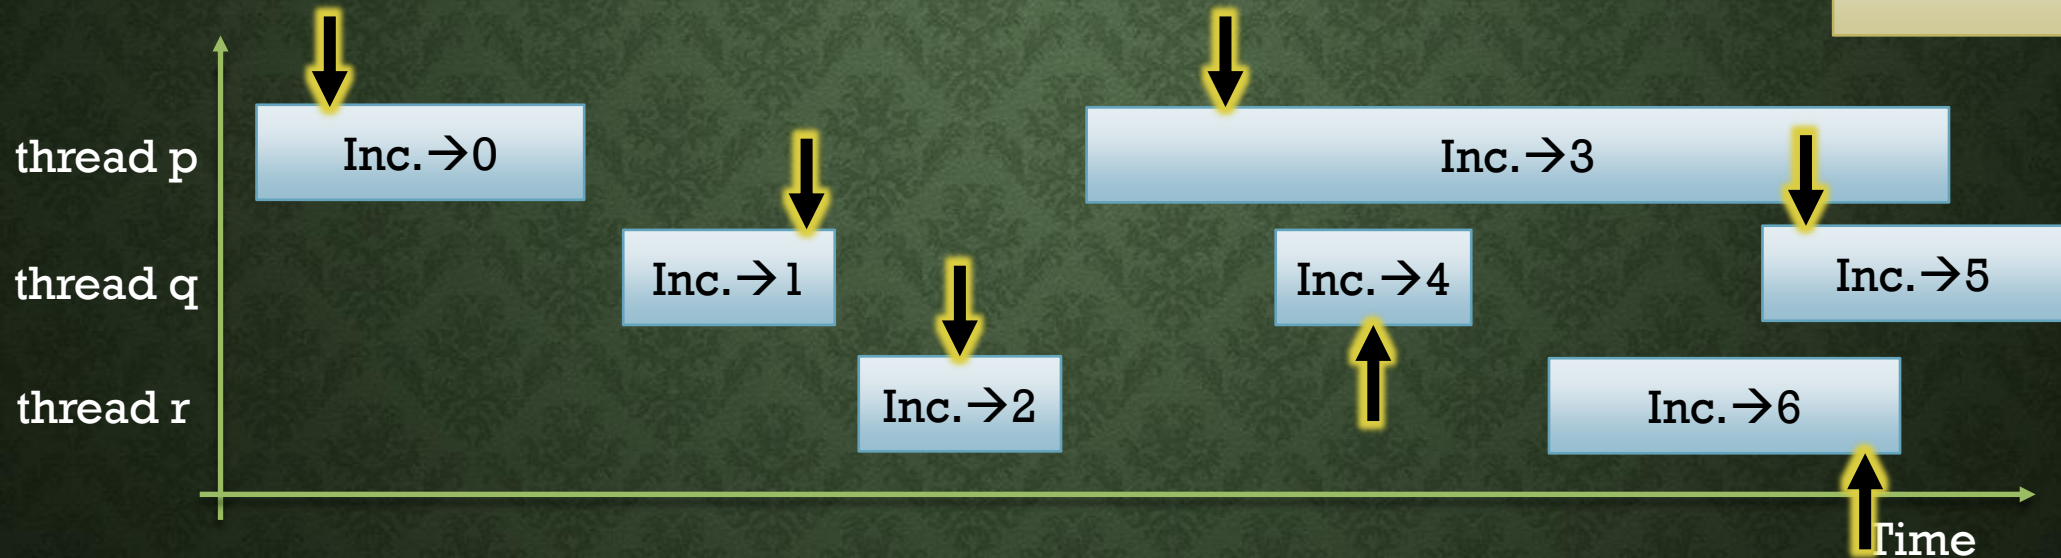 thread p
Inc.→0
Inc.→3
thread q
Inc.→1
Inc.→4
Inc.→5
thread r
Inc.→2
Inc.→6
Time